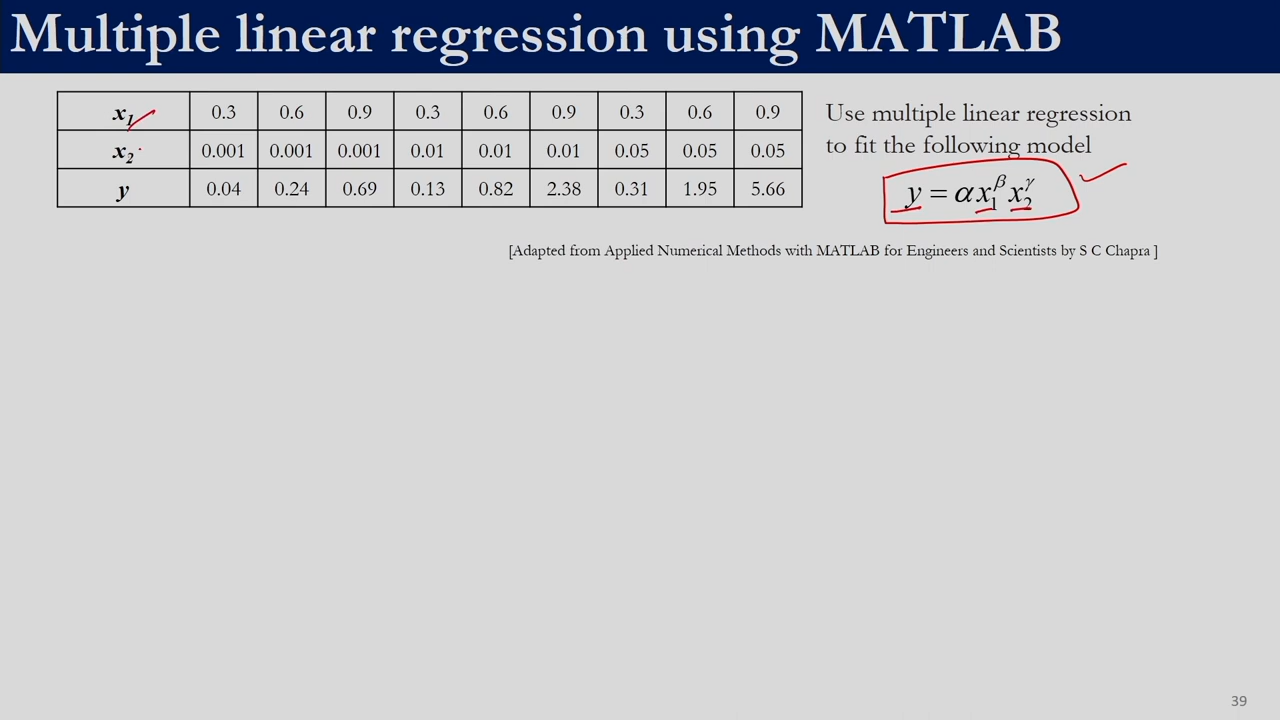 Multiple linear regression using MATLAB
x1 0.3 0.6 0.9 0.3 0.6 0.9 0.3 0.6 0.9
x2 0.001 0.001 0.001 0.01 0.01 0.01 0.05 0.05 0.05
y 0.04 0.24 0.69 0.13 0.82 2.38 0.31 1.95 5.66
Use multiple linear regression
to fit the following model
y = αx₁^β x₂^γ
[Adapted from Applied Numerical Methods with MATLAB for Engineers and Scientists by S C Chapra ]
39